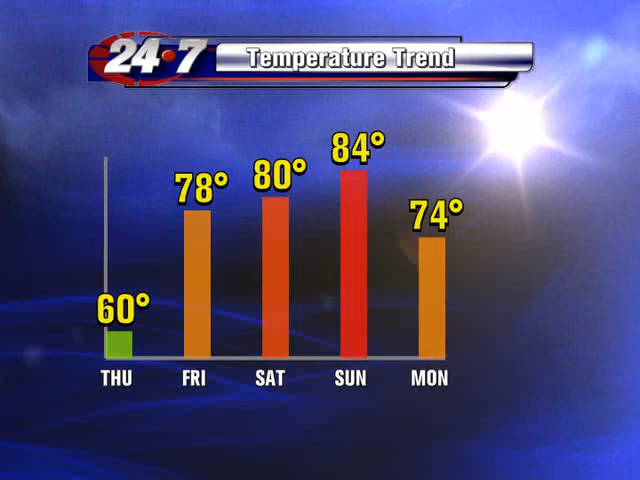 24·7 Temperature Trend
84°
80°
78°
74°
60°
THU FRI SAT SUN MON